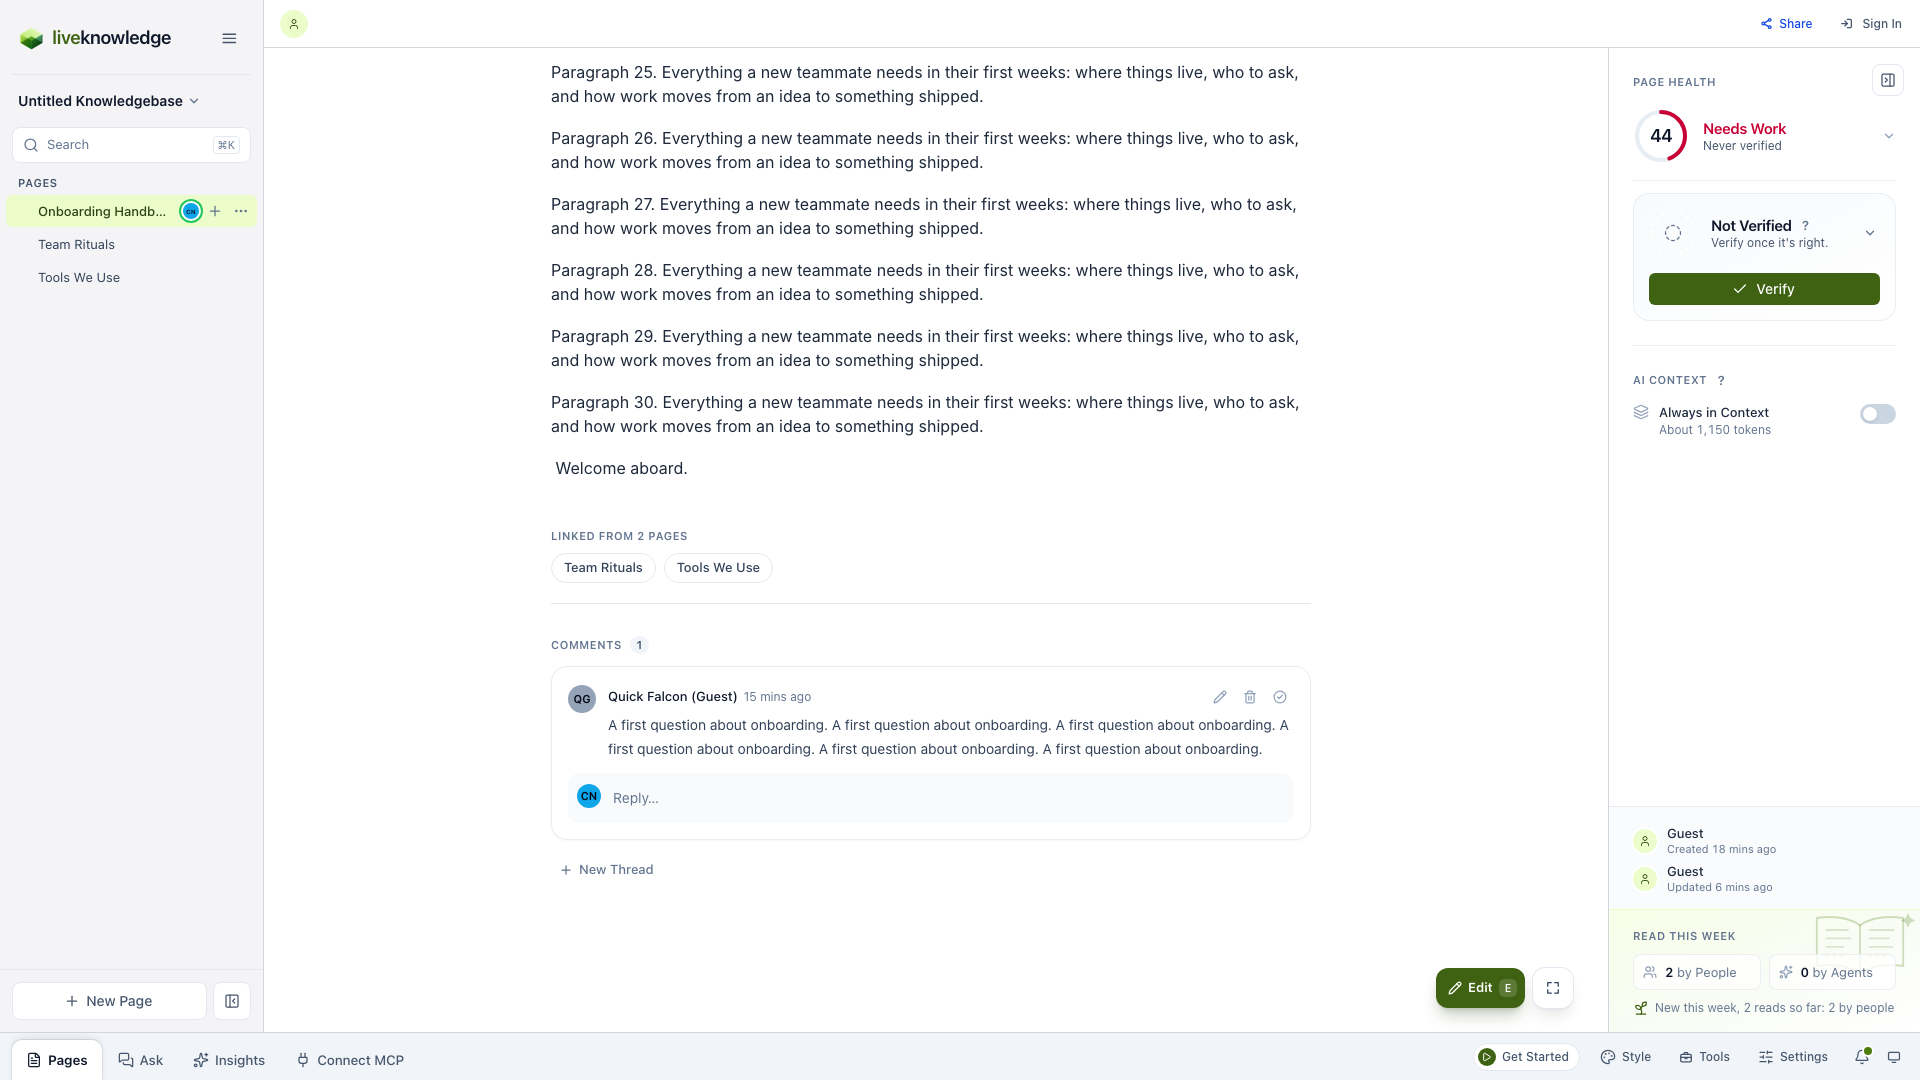 liveknowledge
Share
Sign In
Untitled Knowledgebase
Search
⌘K
PAGES
Onboarding Handb...
CN
Team Rituals
Tools We Use
Paragraph 25. Everything a new teammate needs in their first weeks: where things live, who to ask,
and how work moves from an idea to something shipped.
Paragraph 26. Everything a new teammate needs in their first weeks: where things live, who to ask,
and how work moves from an idea to something shipped.
Paragraph 27. Everything a new teammate needs in their first weeks: where things live, who to ask,
and how work moves from an idea to something shipped.
Paragraph 28. Everything a new teammate needs in their first weeks: where things live, who to ask,
and how work moves from an idea to something shipped.
Paragraph 29. Everything a new teammate needs in their first weeks: where things live, who to ask,
and how work moves from an idea to something shipped.
Paragraph 30. Everything a new teammate needs in their first weeks: where things live, who to ask,
and how work moves from an idea to something shipped.
Welcome aboard.
LINKED FROM 2 PAGES
Team Rituals
Tools We Use
COMMENTS 1
QG
Quick Falcon (Guest) 15 mins ago
A first question about onboarding. A first question about onboarding. A first question about onboarding. A
first question about onboarding. A first question about onboarding. A first question about onboarding.
CN
Reply...
New Thread
Edit E
PAGE HEALTH
44
Needs Work
Never verified
Not Verified ?
Verify once it's right.
Verify
AI CONTEXT ?
Always in Context
About 1,150 tokens
Guest
Created 18 mins ago
Guest
Updated 6 mins ago
READ THIS WEEK
2 by People
0 by Agents
New this week, 2 reads so far: 2 by people
New Page
Pages
Ask
Insights
Connect MCP
Get Started
Style
Tools
Settings